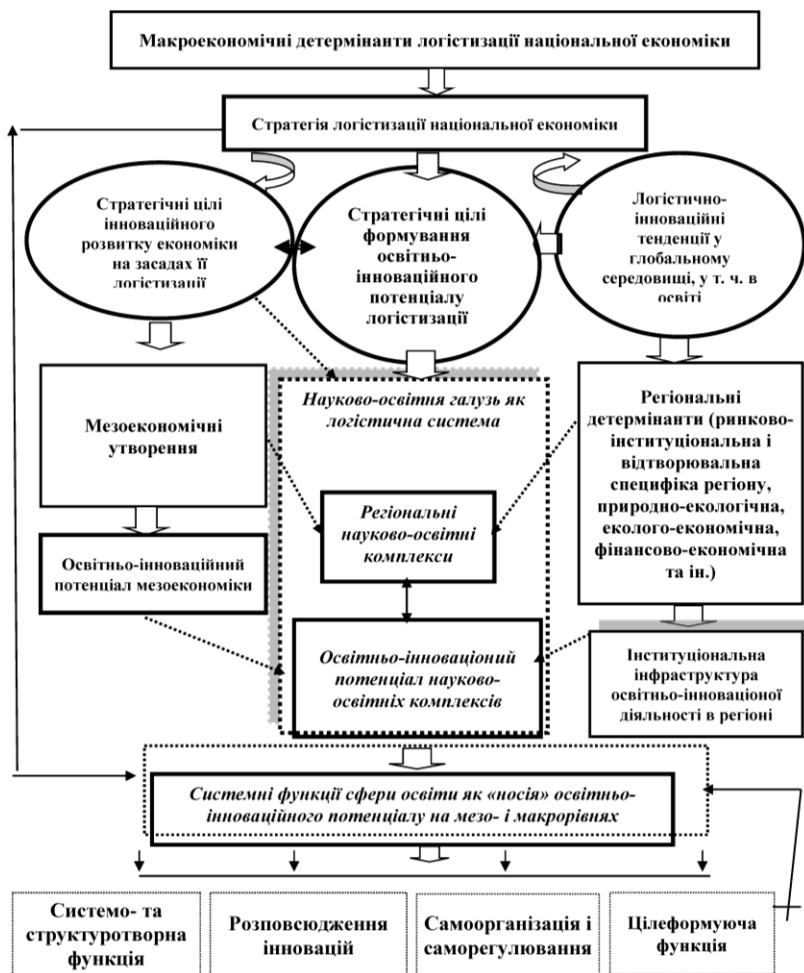 Макроекономічні детермінанти логістизації національної економіки
Стратегія логістизації національної економіки
Стратегічні цілі
інноваційного
розвитку економіки
на засадах її
логістизації
Стратегічні цілі
формування
освітньо-
інноваційного
потенціалу
логістизації
Логістично-
інноваційні
тенденції у
глобальному
середовищі, у т. ч. в
освіті
Мезоекономічні
утворення
Науково-освітня галузь як
логістична система
Регіональні
детермінанти (ринково-
інституціональна і
відтворювальна
специфіка регіону,
природно-екологічна,
еколого-економічна,
фінансово-економічна
та ін.)
Регіональні
науково-освітні
комплекси
Освітньо-інноваційний
потенціал мезоекономіки
Освітньо-інноваціоний
потенціал науково-
освітніх комплексів
Інституціональна
інфраструктура
освітньо-інноваціоної
діяльності в регіоні
Системні функції сфери освіти як «носія» освітньо-
інноваційного потенціалу на мезо- і макрорівнях
Системо- та
структуротворна
функція
Розповсюдження
інновацій
Самоорганізація і
саморегулювання
Цілеформуюча
функція